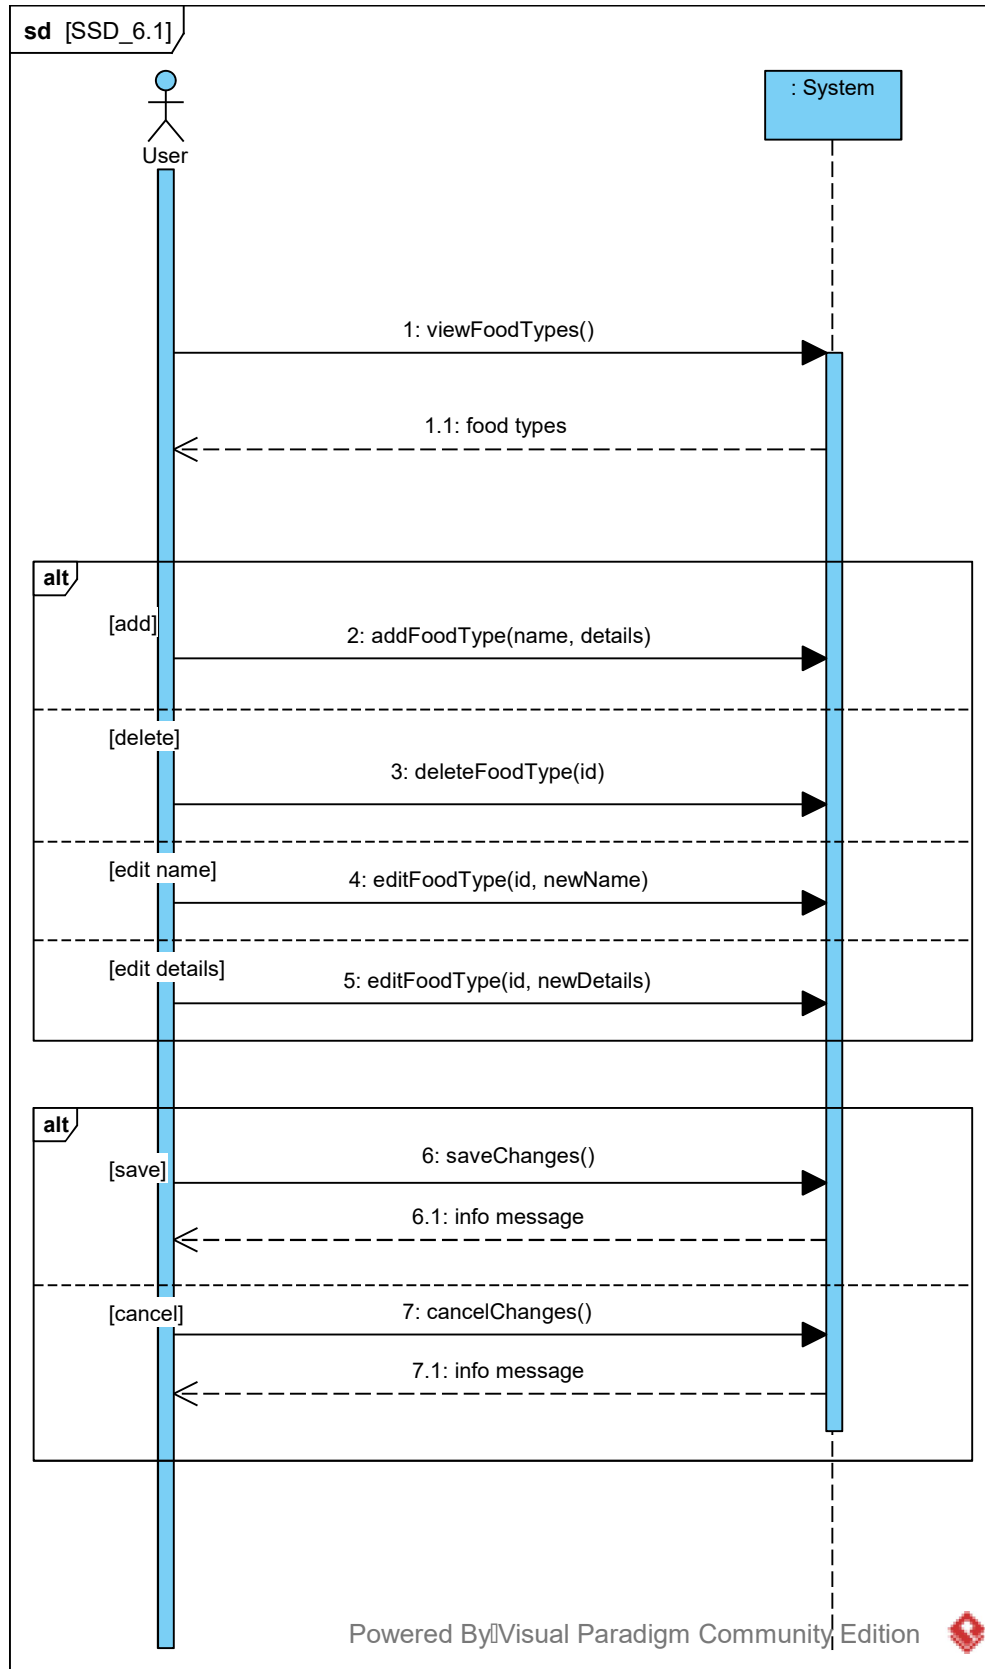 sd [SSD_6.1]
User
: System
1: viewFoodTypes()
1.1: food types
alt
[add]
2: addFoodType(name, details)
[delete]
3: deleteFoodType(id)
[edit name]
4: editFoodType(id, newName)
[edit details]
5: editFoodType(id, newDetails)
alt
[save]
6: saveChanges()
6.1: info message
[cancel]
7: cancelChanges()
7.1: info message
Powered By Visual Paradigm Community Edition